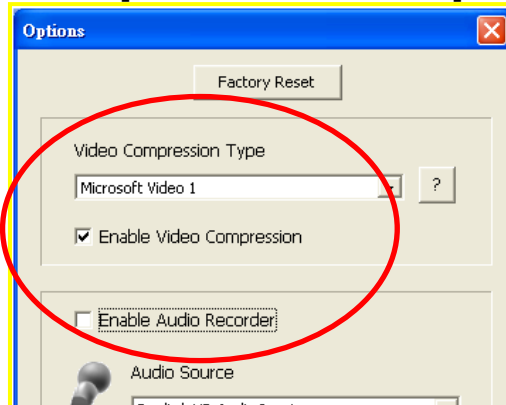 Options
Factory Reset
Video Compression Type
Microsoft Video 1
?
Enable Video Compression
Enable Audio Recorder
Audio Source